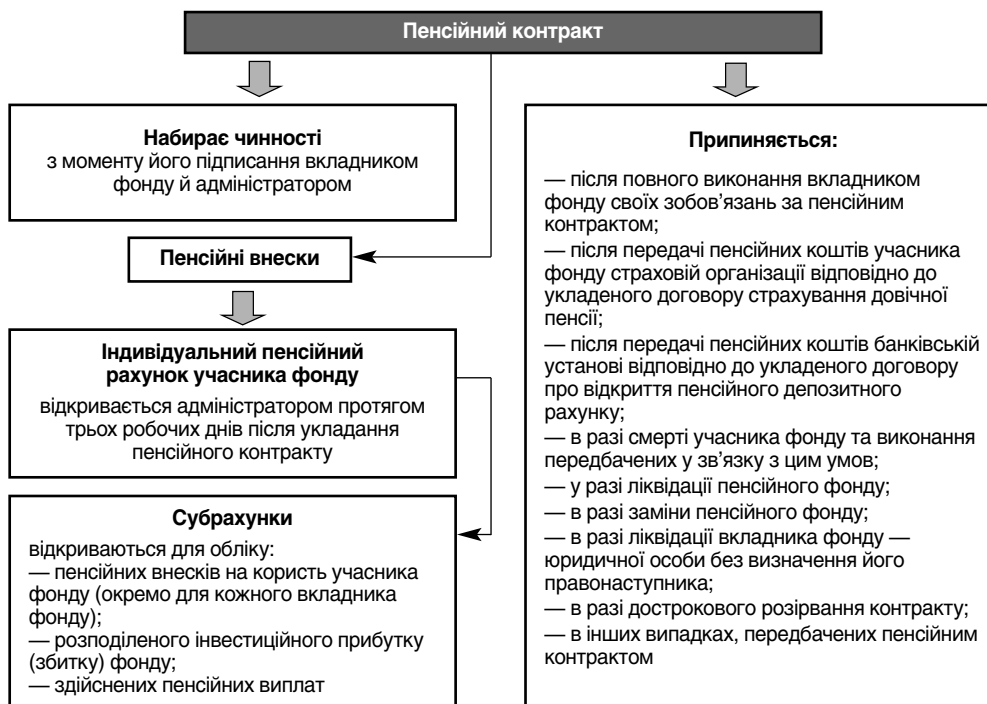 Пенсійний контракт
Набирає чинності
з моменту його підписання вкладником
фонду й адміністратором
Пенсійні внески
Індивідуальний пенсійний
рахунок учасника фонду
відкривається адміністратором протягом
трьох робочих днів після укладання
пенсійного контракту
Субрахунки
відкриваються для обліку:
— пенсійних внесків на користь учасника
фонду (окремо для кожного вкладника
фонду);
— розподіленого інвестиційного прибутку
(збитку) фонду;
— здійснених пенсійних виплат
Припиняється:
— після повного виконання вкладником
фонду своїх зобов’язань за пенсійним
контрактом;
— після передачі пенсійних коштів учасника
фонду страховій організації відповідно до
укладеного договору страхування довічної
пенсії;
— після передачі пенсійних коштів банківській
установі відповідно до укладеного договору
про відкриття пенсійного депозитного
рахунку;
— в разі смерті учасника фонду та виконання
передбачених у зв’язку з цим умов;
— у разі ліквідації пенсійного фонду;
— в разі заміни пенсійного фонду;
— в разі ліквідації вкладника фонду —
юридичної особи без визначення його
правонаступника;
— в разі дострокового розірвання контракту;
— в інших випадках, передбачених пенсійним
контрактом